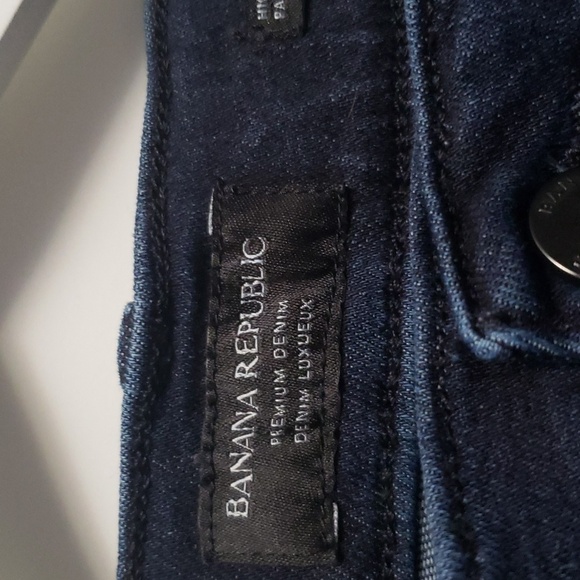 BANANA REPUBLIC
PREMIUM DENIM
DENIM LUXUEUX